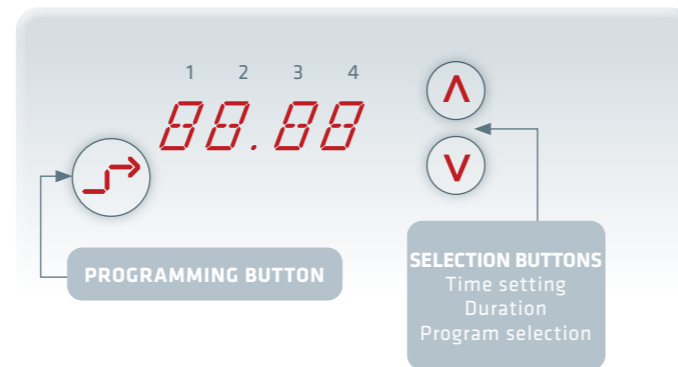 1 2 3 4
88.88
PROGRAMMING BUTTON
SELECTION BUTTONS
Time setting
Duration
Program selection